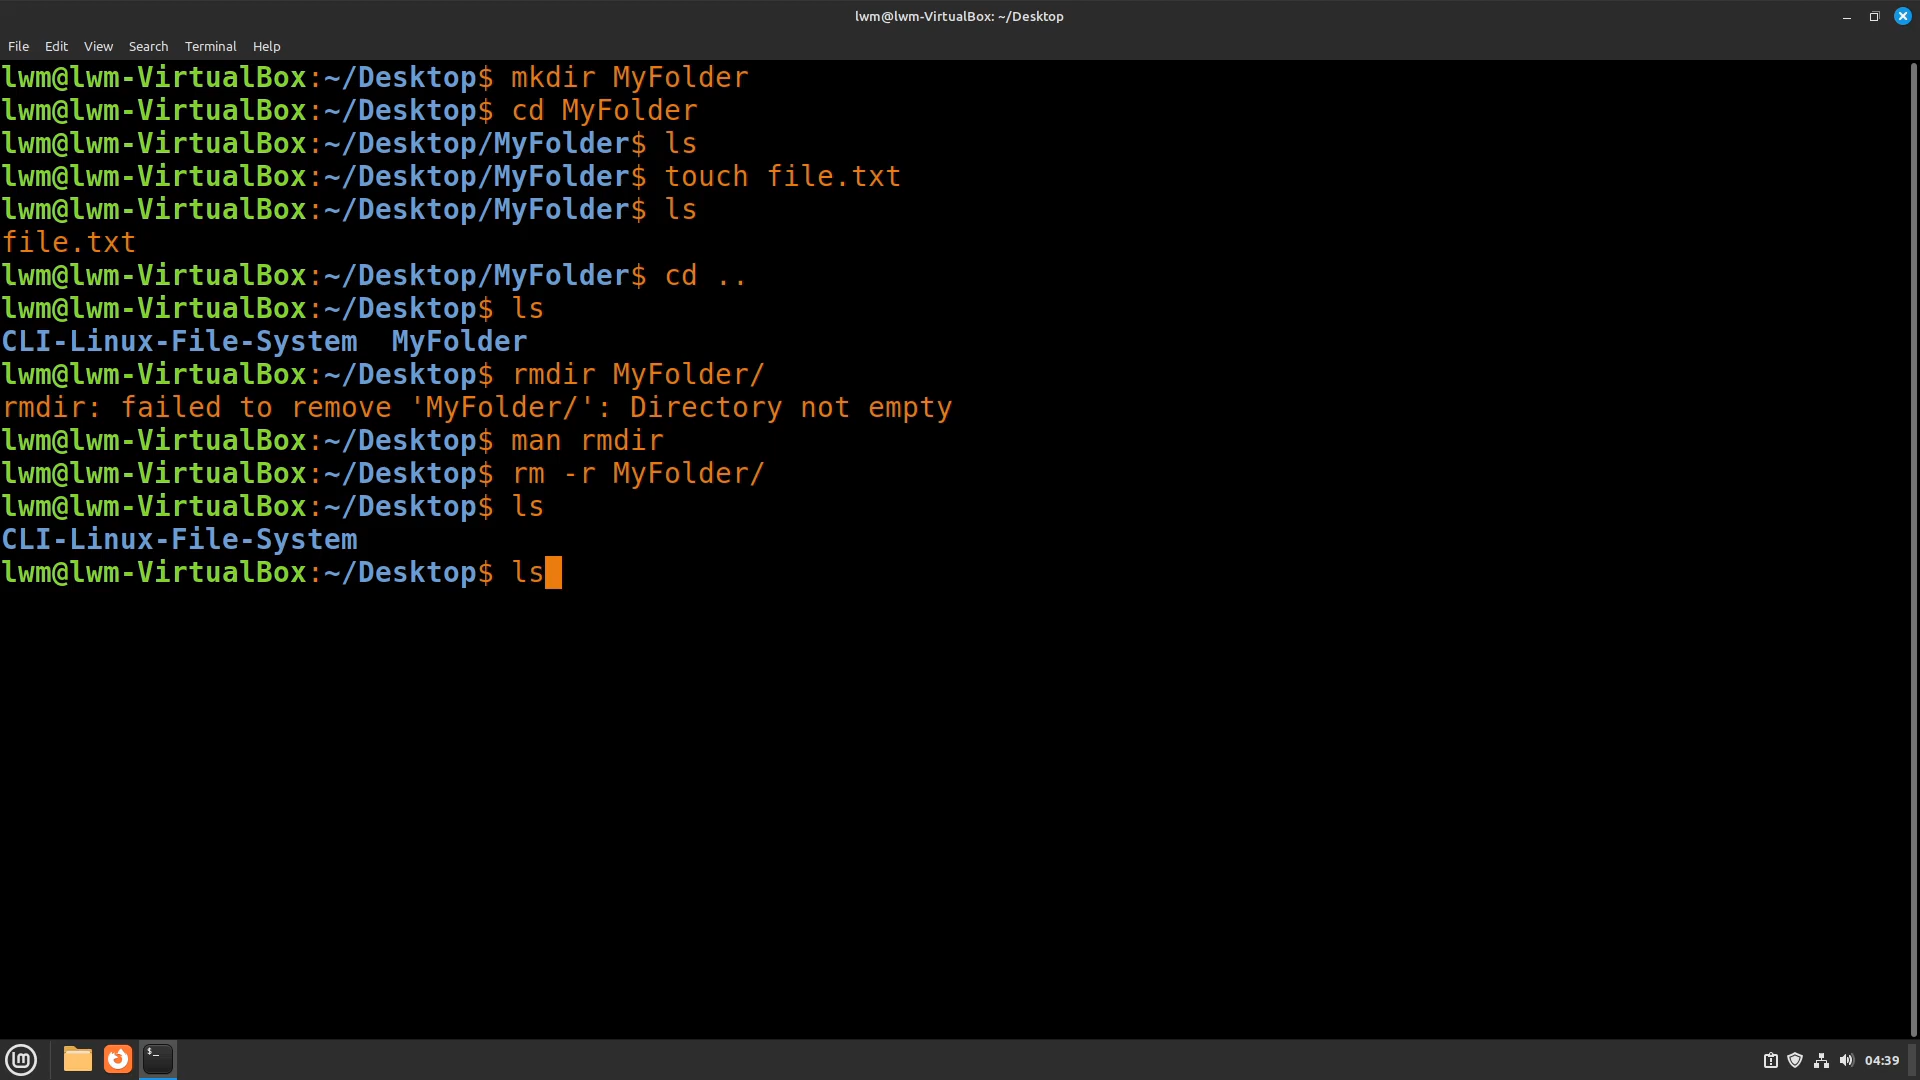 lwm@lwm-VirtualBox: ~/Desktop
File Edit View Search Terminal Help
lwm@lwm-VirtualBox:~/Desktop$ mkdir MyFolder
lwm@lwm-VirtualBox:~/Desktop$ cd MyFolder
lwm@lwm-VirtualBox:~/Desktop/MyFolder$ ls
lwm@lwm-VirtualBox:~/Desktop/MyFolder$ touch file.txt
lwm@lwm-VirtualBox:~/Desktop/MyFolder$ ls
file.txt
lwm@lwm-VirtualBox:~/Desktop/MyFolder$ cd ..
lwm@lwm-VirtualBox:~/Desktop$ ls
CLI-Linux-File-System  MyFolder
lwm@lwm-VirtualBox:~/Desktop$ rmdir MyFolder/
rmdir: failed to remove 'MyFolder/': Directory not empty
lwm@lwm-VirtualBox:~/Desktop$ man rmdir
lwm@lwm-VirtualBox:~/Desktop$ rm -r MyFolder/
lwm@lwm-VirtualBox:~/Desktop$ ls
CLI-Linux-File-System
lwm@lwm-VirtualBox:~/Desktop$ ls
04:39